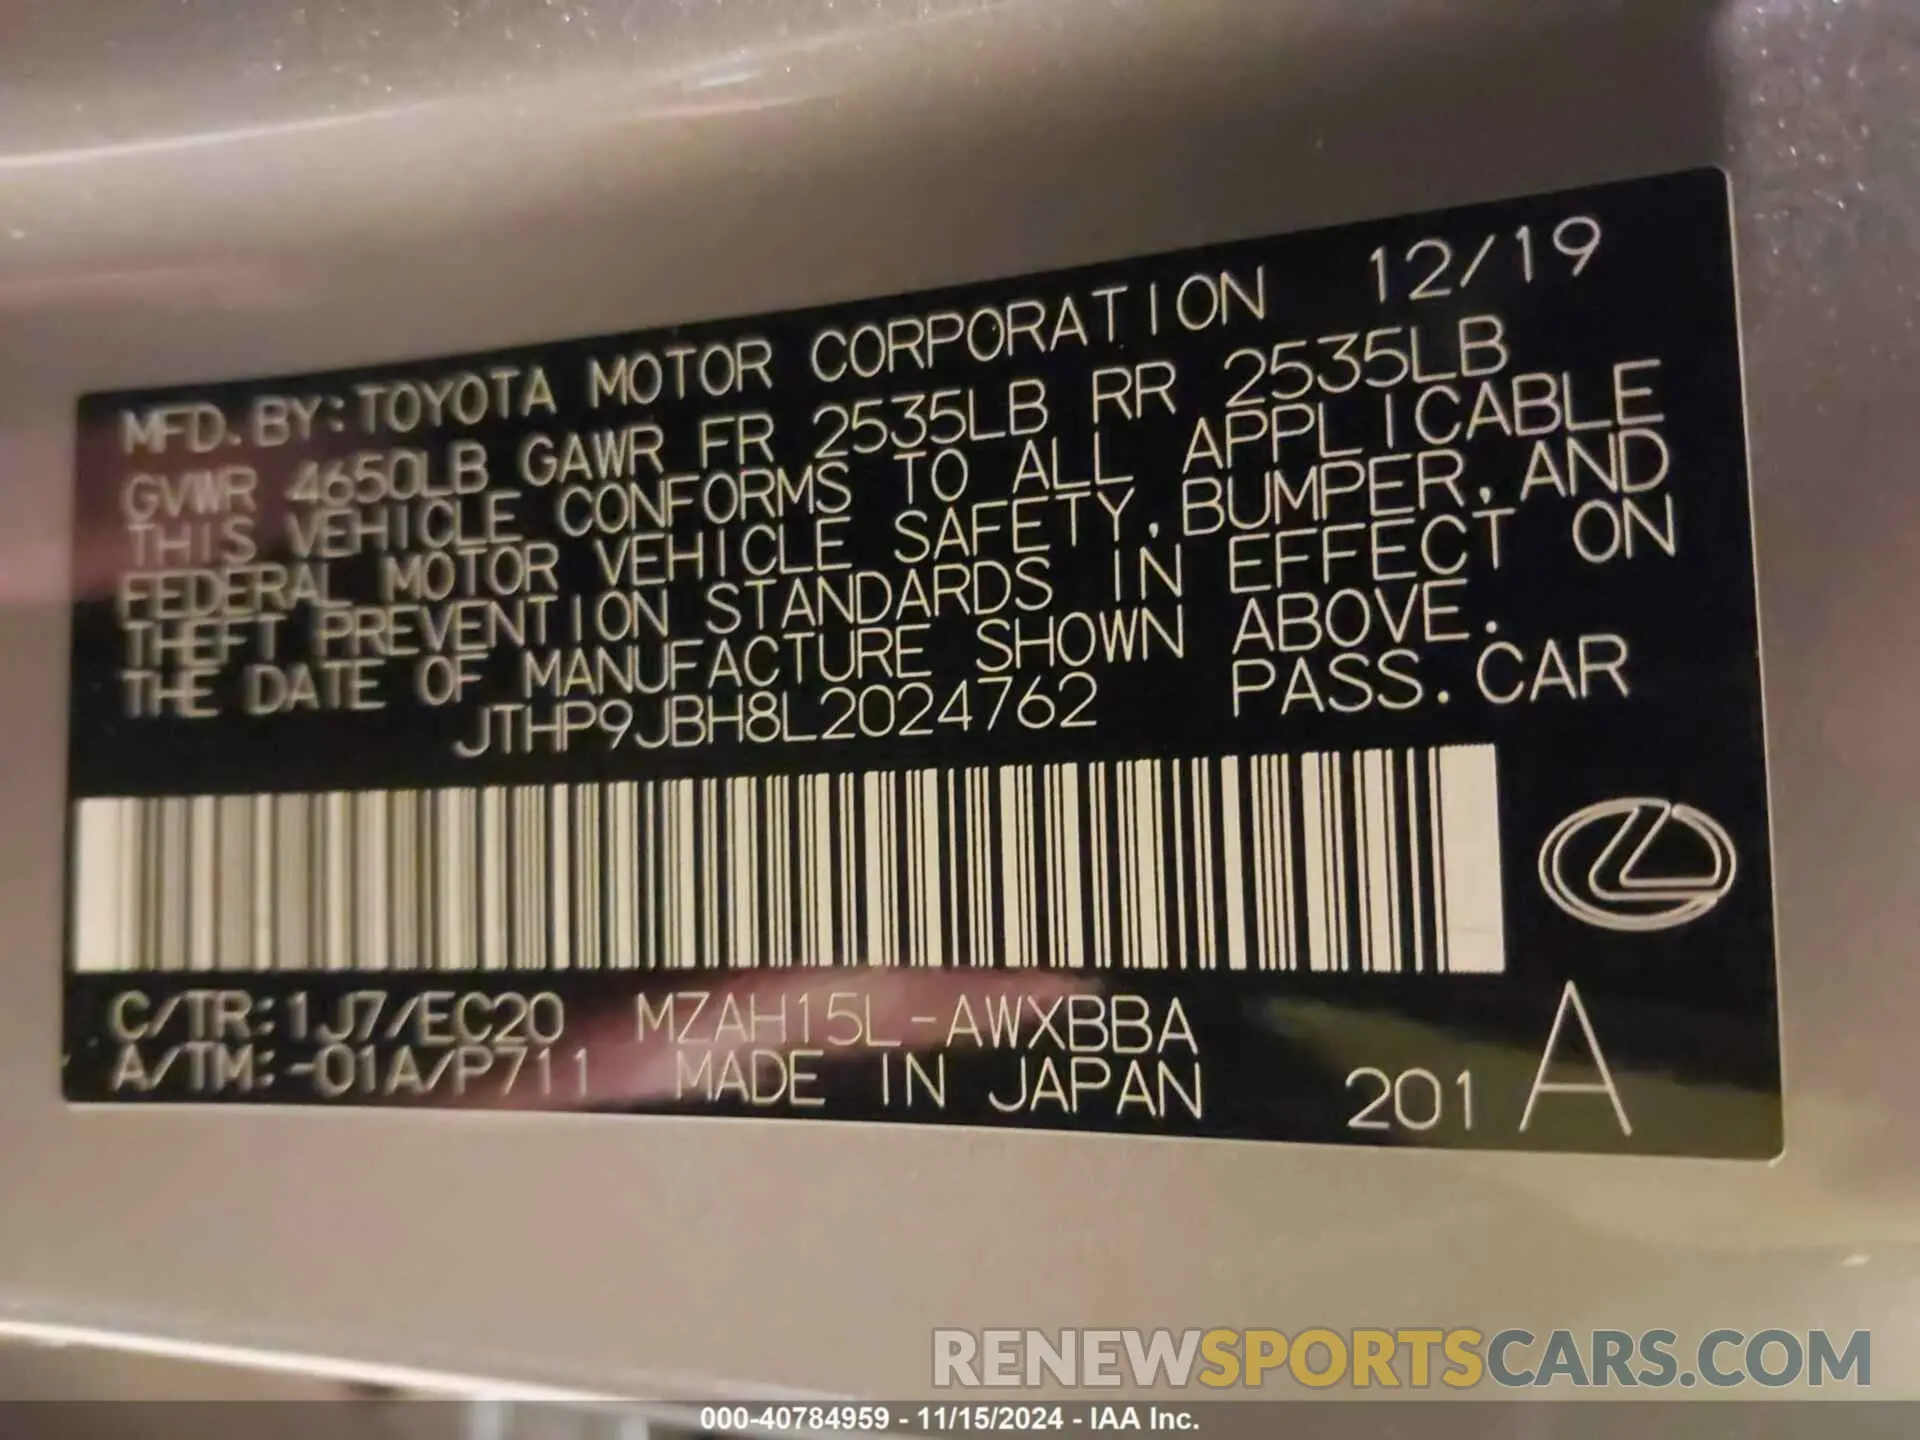 MFD. BY: TOYOTA MOTOR CORPORATION 12/19
GVWR 4650LB GAWR FR 2535LB RR 2535LB
THIS VEHICLE CONFORMS TO ALL APPLICABLE
FEDERAL MOTOR VEHICLE SAFETY, BUMPER, AND
THEFT PREVENTION STANDARDS IN EFFECT ON
THE DATE OF MANUFACTURE SHOWN ABOVE.
JTHP9JBH8L2024762 PASS. CAR
C/TR: 1J7/EC20 MZAH15L-AWXBBA
A/TM: -01A/P711 MADE IN JAPAN 201 A
RENEWSPORTSCARS.COM
000-40784959 - 11/15/2024 - IAA Inc.